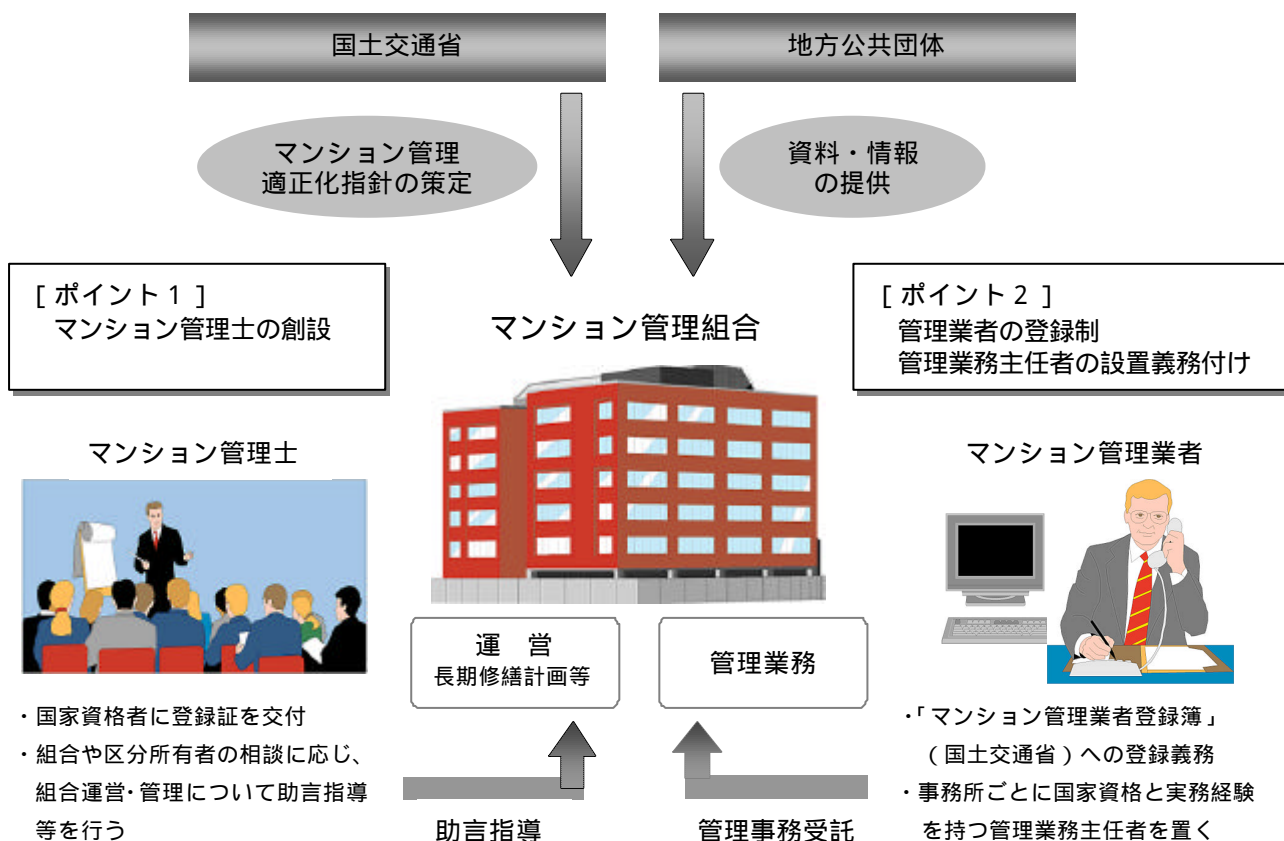 国土交通省
地方公共団体
マンション管理
適正化指針の策定
資料・情報
の提供
[ ポイント1 ]
マンション管理士の創設
マンション管理組合
[ ポイント2 ]
管理業者の登録制
管理業務主任者の設置義務付け
マンション管理士
マンション管理業者
運　営
長期修繕計画等
管理業務
・国家資格者に登録証を交付
・組合や区分所有者の相談に応じ、
組合運営・管理について助言指導
等を行う
助言指導
管理事務受託
・「マンション管理業者登録簿」
（国土交通省）への登録義務
・事務所ごとに国家資格と実務経験
を持つ管理業務主任者を置く